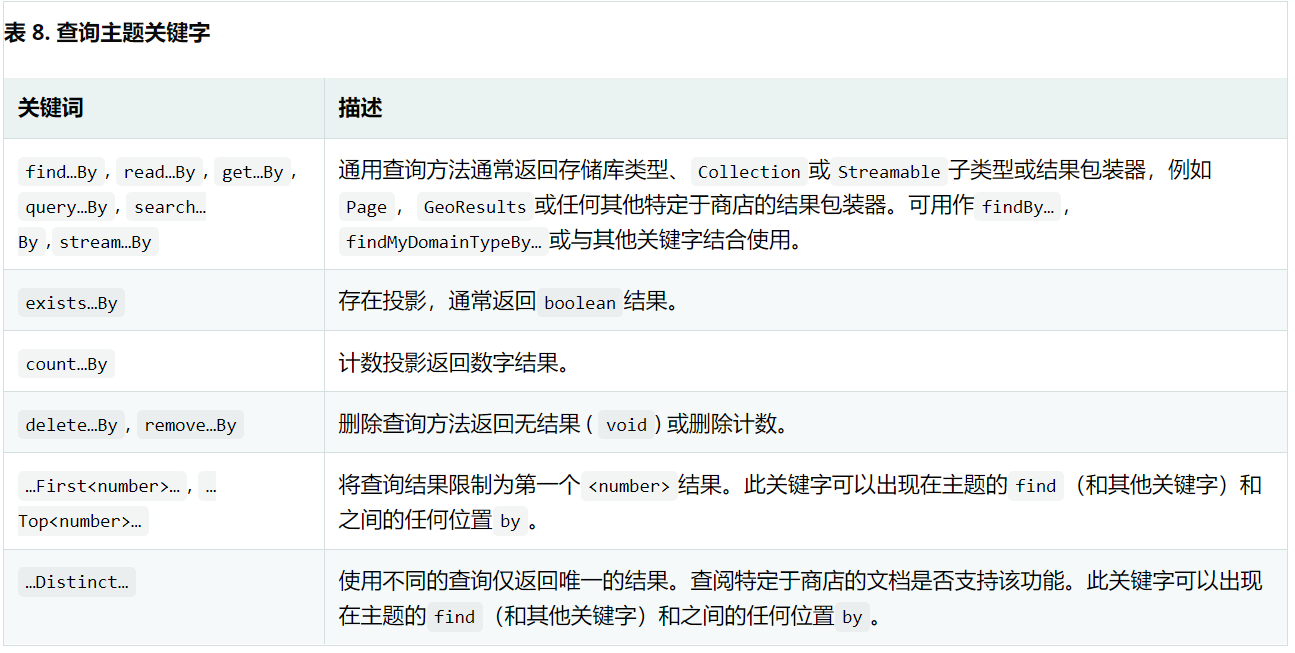 表 8. 查询主题关键字
关键词 描述
find…By , read…By , get…By , 通用查询方法通常返回存储库类型、 Collection 或 Streamable 子类型或结果包装器，例如
query…By , search… Page ， GeoResults 或任何其他特定于商店的结果包装器。可用作 findBy… ,
By , stream…By findMyDomainTypeBy… 或与其他关键字结合使用。
exists…By 存在投影，通常返回 boolean 结果。
count…By 计数投影返回数字结果。
delete…By , remove…By 删除查询方法返回无结果 ( void ) 或删除计数。
…First<number>… , … 将查询结果限制为第一个 <number> 结果。此关键字可以出现在主题的 find （和其他关键字）和
Top<number>… 之间的任何位置 by 。
…Distinct… 使用不同的查询仅返回唯一的结果。查阅特定于商店的文档是否支持该功能。此关键字可以出现
在主题的 find （和其他关键字）和之间的任何位置 by 。